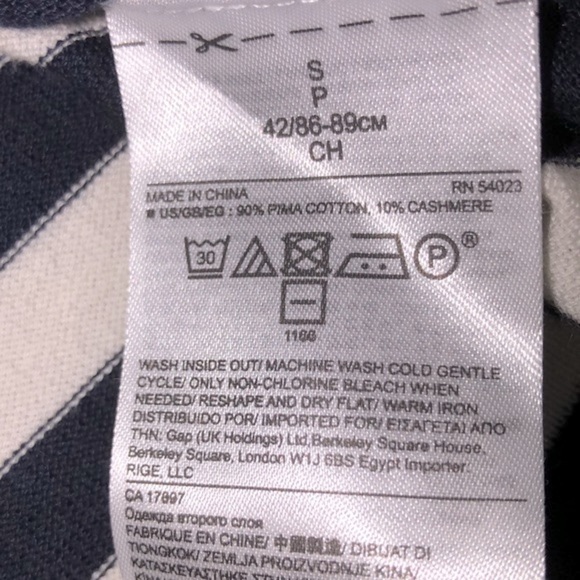 S
P
42/86-89CM
CH
MADE IN CHINA RN 54023
■ US/GB/EG : 90% PIMA COTTON, 10% CASHMERE
30 P ®
1166
WASH INSIDE OUT/ MACHINE WASH COLD GENTLE
CYCLE/ ONLY NON-CHLORINE BLEACH WHEN
NEEDED/ RESHAPE AND DRY FLAT/ WARM IRON
DISTRIBUIDO POR/ IMPORTED FOR/ ΕΙΣΑΓΕΤΑΙ ΑΠΟ
ΤΗΝ: Gap (UK Holdings) Ltd,Berkeley Square House,
Berkeley Square, London W1J 6BS Egypt Importer:
RIGE, LLC
CA 17897
Одежда второго слоя
FABRIQUE EN CHINE/ 中國製造/ DIBUAT DI
TIONGKOK/ ZEMLJA PROIZVODNJE KINA/
ΚΑΤΑΣΚΕΥΑΣΤΗΚΕ ΣΤΗΝ